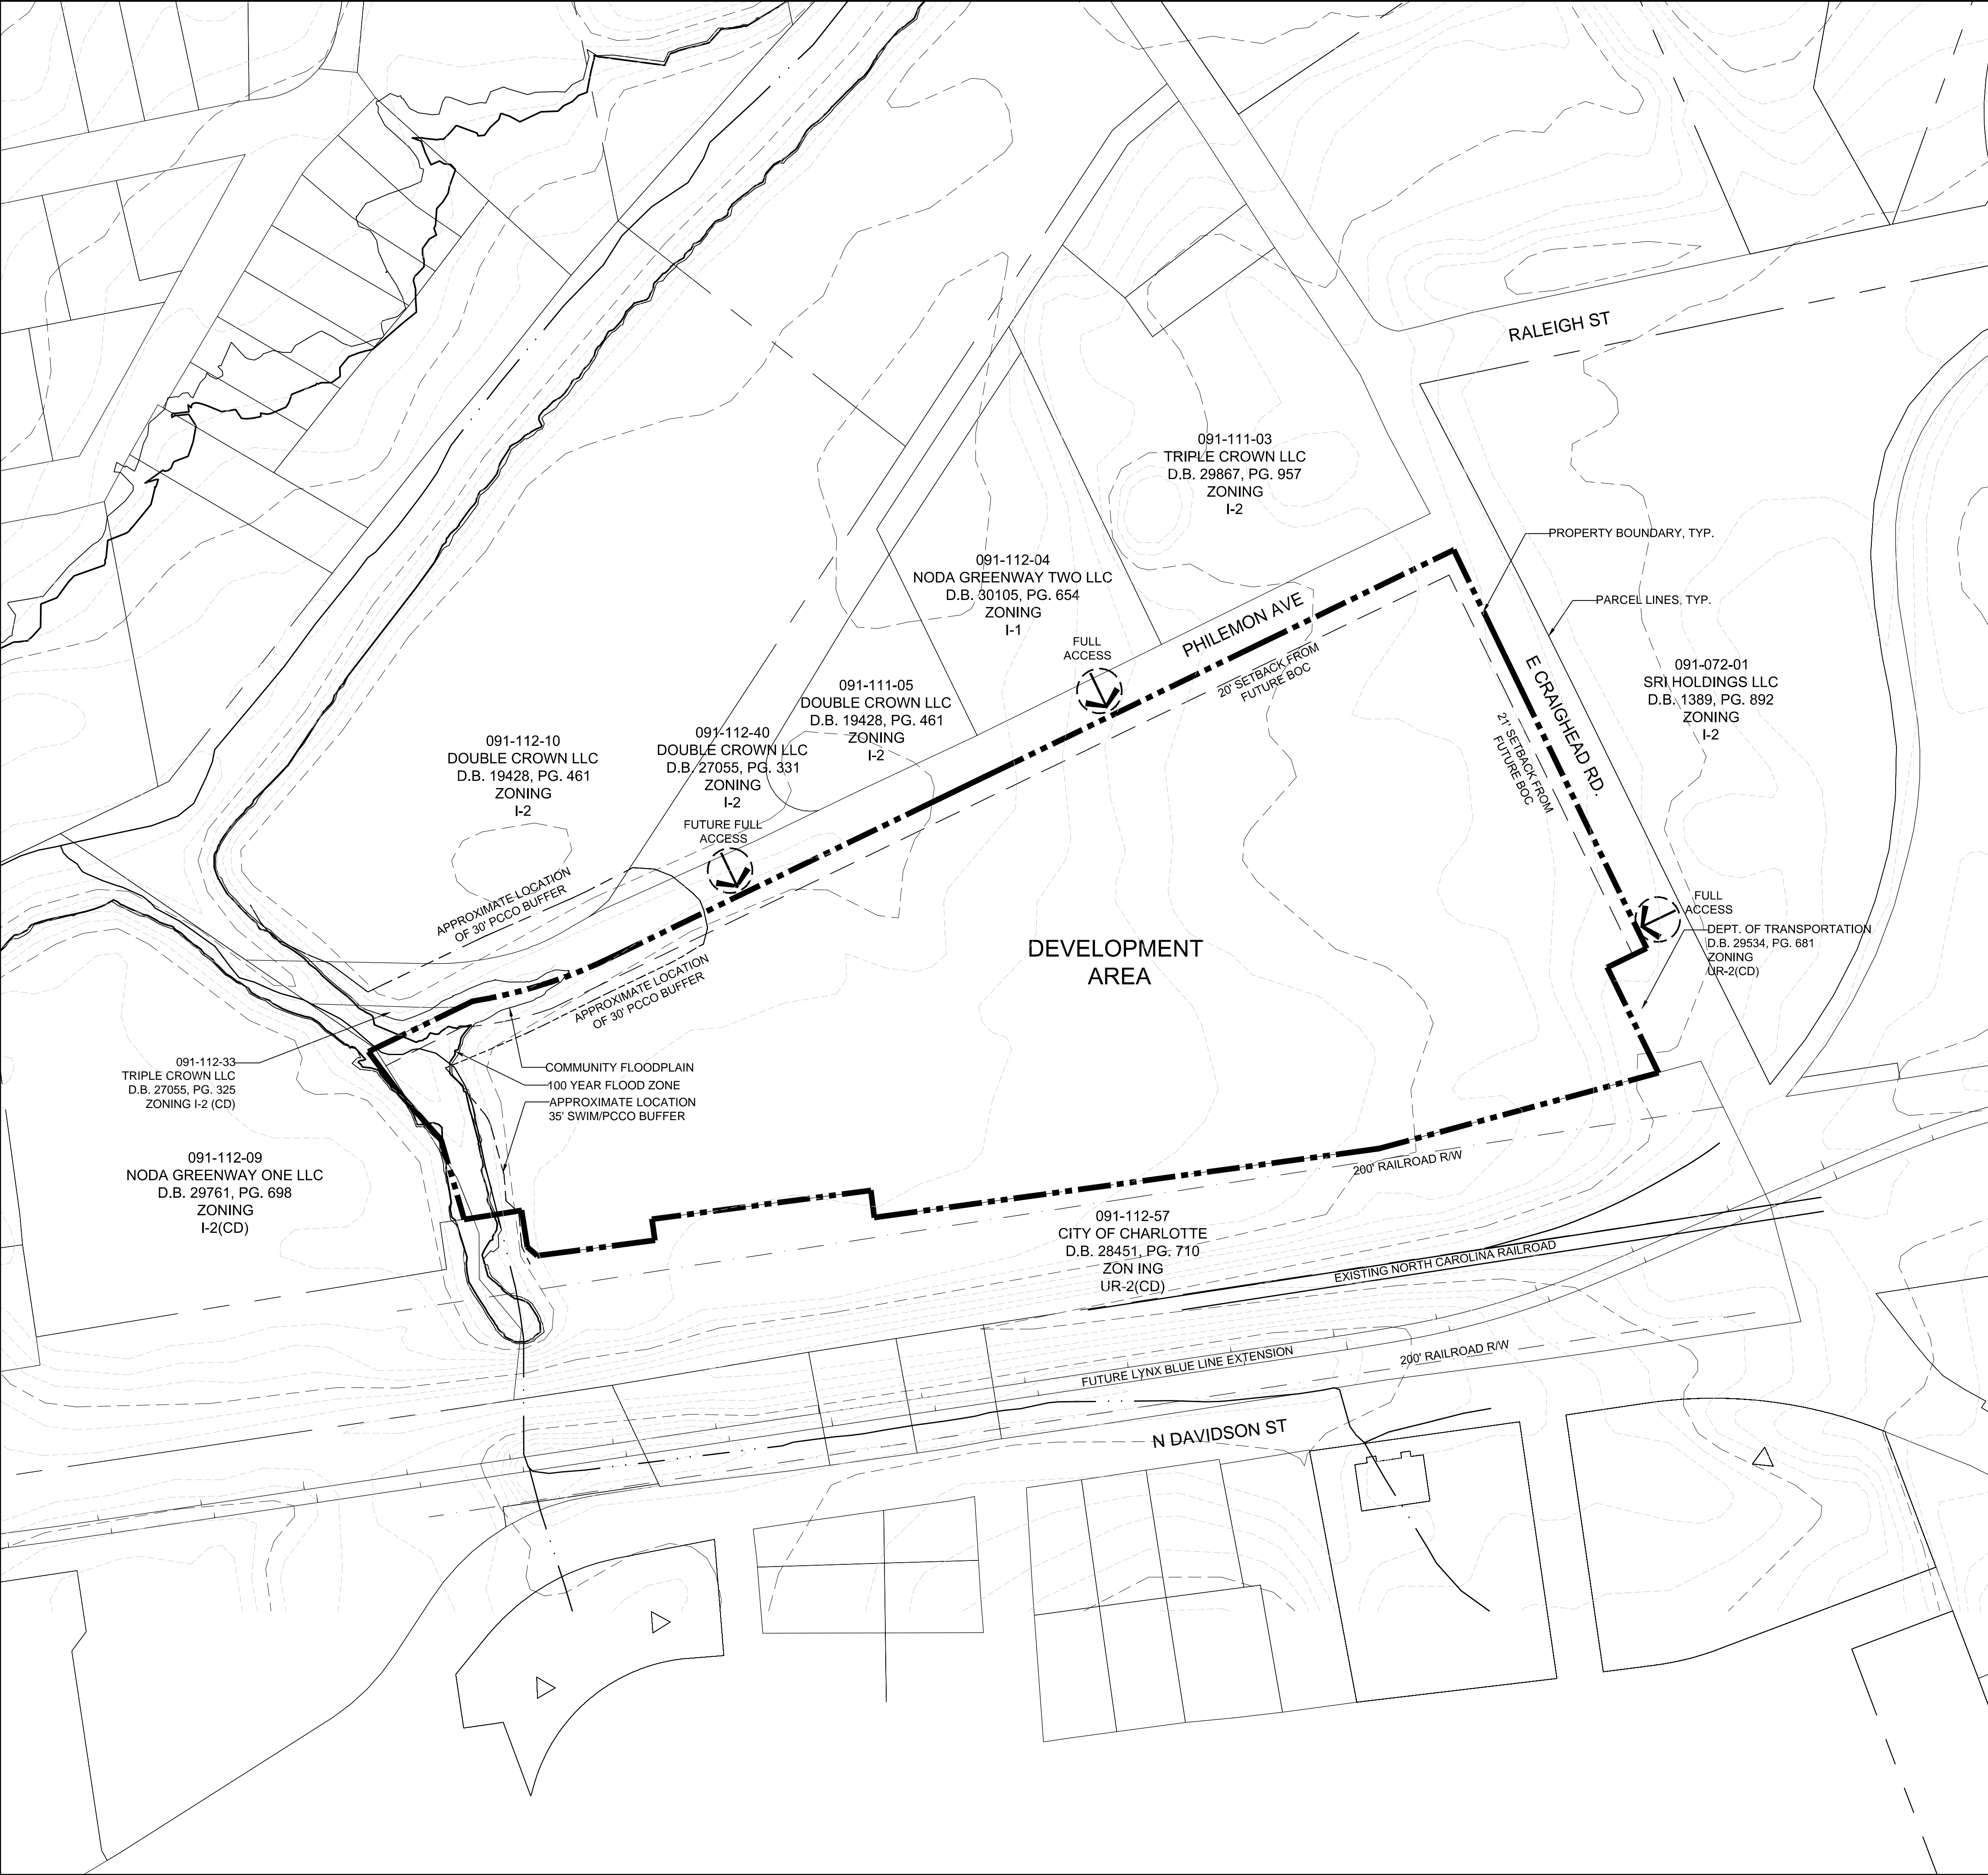 RALEIGH ST
091-111-03
TRIPLE CROWN LLC
D.B. 29867, PG. 957
ZONING
I-2
PROPERTY BOUNDARY, TYP.
091-112-04
NODA GREENWAY TWO LLC
D.B. 30105, PG. 654
ZONING
I-1
PARCEL LINES, TYP.
PHILEMON AVE
FULL
ACCESS
20' SETBACK FROM
FUTURE BOC
E CRAIGHEAD RD.
21' SETBACK FROM
FUTURE BOC
091-072-01
SRI HOLDINGS LLC
D.B. 1389, PG. 892
ZONING
I-2
091-111-05
DOUBLE CROWN LLC
D.B. 19428, PG. 461
ZONING
I-2
091-112-40
DOUBLE CROWN LLC
D.B. 27055, PG. 331
ZONING
I-2
091-112-10
DOUBLE CROWN LLC
D.B. 19428, PG. 461
ZONING
I-2
FUTURE FULL
ACCESS
APPROXIMATE LOCATION
OF 30' PCCO BUFFER
FULL
ACCESS
DEPT. OF TRANSPORTATION
D.B. 29534, PG. 681
ZONING
UR-2(CD)
DEVELOPMENT
AREA
APPROXIMATE LOCATION
OF 30' PCCO BUFFER
091-112-33
TRIPLE CROWN LLC
D.B. 27055, PG. 325
ZONING I-2 (CD)
COMMUNITY FLOODPLAIN
100 YEAR FLOOD ZONE
APPROXIMATE LOCATION
35' SWIM/PCCO BUFFER
091-112-09
NODA GREENWAY ONE LLC
D.B. 29761, PG. 698
ZONING
I-2(CD)
200' RAILROAD R/W
091-112-57
CITY OF CHARLOTTE
D.B. 28451, PG. 710
ZON ING
UR-2(CD)
EXISTING NORTH CAROLINA RAILROAD
200' RAILROAD R/W
FUTURE LYNX BLUE LINE EXTENSION
N DAVIDSON ST